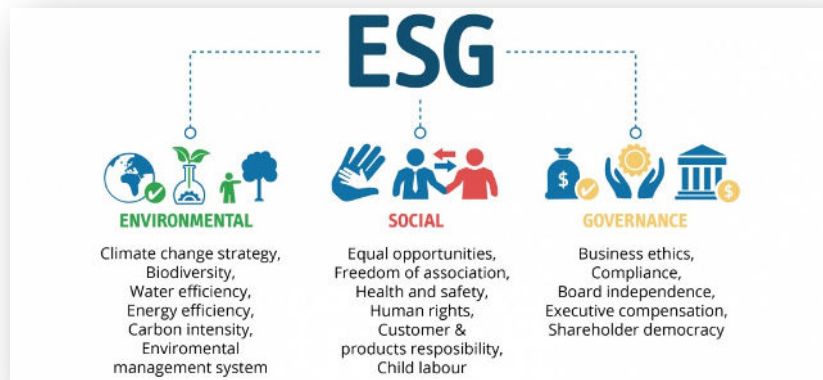 ESG
ENVIRONMENTAL
Climate change strategy,
Biodiversity,
Water efficiency,
Energy efficiency,
Carbon intensity,
Enviromental
management system
SOCIAL
Equal opportunities,
Freedom of association,
Health and safety,
Human rights,
Customer &
products resposibility,
Child labour
$
$
GOVERNANCE
Business ethics,
Compliance,
Board independence,
Executive compensation,
Shareholder democracy